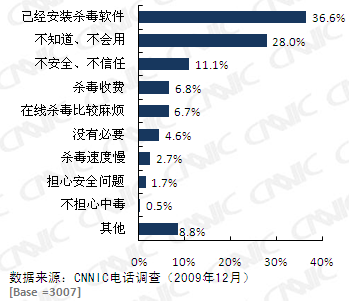 已经安装杀毒软件 36.6%
不知道、不会用 28.0%
不安全、不信任 11.1%
杀毒收费 6.8%
在线杀毒比较麻烦 6.7%
没有必要 4.6%
杀毒速度慢 2.7%
担心安全问题 1.7%
不担心中毒 0.5%
其他 8.8%
0% 10% 20% 30% 40%
数据来源：CNNIC电话调查（2009年12月）
[Base =3007]